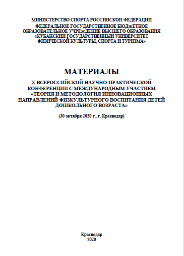 МИНИСТЕРСТВО СПОРТА РОССИЙСКОЙ ФЕДЕРАЦИИ
ФЕДЕРАЛЬНОЕ ГОСУДАРСТВЕННОЕ БЮДЖЕТНОЕ
ОБРАЗОВАТЕЛЬНОЕ УЧРЕЖДЕНИЕ ВЫСШЕГО ОБРАЗОВАНИЯ
«КУБАНСКИЙ ГОСУДАРСТВЕННЫЙ УНИВЕРСИТЕТ
ФИЗИЧЕСКОЙ КУЛЬТУРЫ, СПОРТА И ТУРИЗМА»
МАТЕРИАЛЫ
X ВСЕРОССИЙСКОЙ НАУЧНО-ПРАКТИЧЕСКОЙ
КОНФЕРЕНЦИИ С МЕЖДУНАРОДНЫМ УЧАСТИЕМ
«ТЕОРИЯ И МЕТОДОЛОГИЯ ИННОВАЦИОННЫХ
НАПРАВЛЕНИЙ ФИЗКУЛЬТУРНОГО ВОСПИТАНИЯ ДЕТЕЙ
ДОШКОЛЬНОГО ВОЗРАСТА»
(30 октября 2020 г., г. Краснодар)
Краснодар
2020